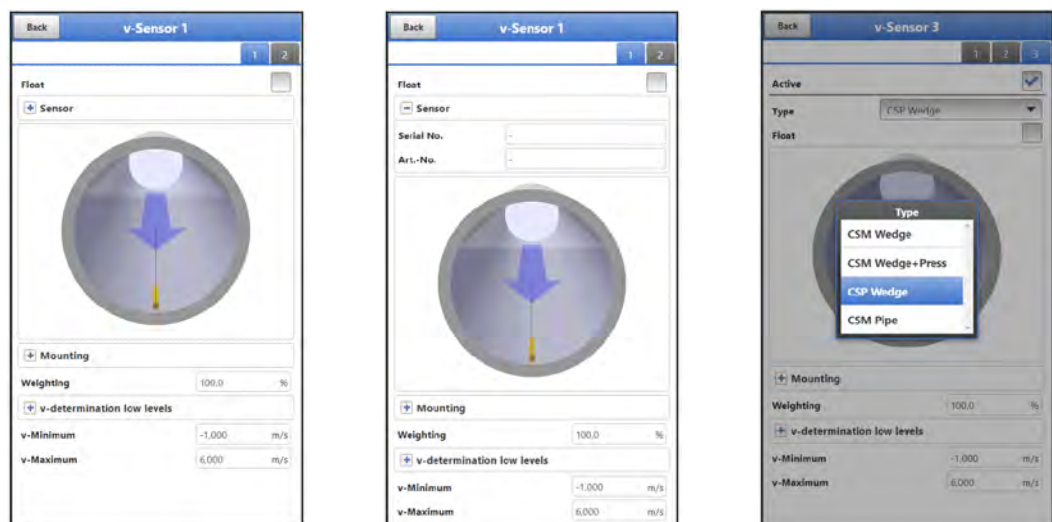 Back v-Sensor 1
1 2
Float
+ Sensor
+ Mounting
Weighting 100,0 %
+ v-determination low levels
v-Minimum -1,000 m/s
v-Maximum 6,000 m/s
Back v-Sensor 1
1 2
Float
- Sensor
Serial No. -
Art.-No. -
+ Mounting
Weighting 100,0 %
+ v-determination low levels
v-Minimum -1,000 m/s
v-Maximum 6,000 m/s
Back v-Sensor 3
1 2 3
Active
Type CSP Wedge
Float
Type
CSM Wedge
CSM Wedge+Press
CSP Wedge
CSM Pipe
+ Mounting
Weighting 100,0 %
+ v-determination low levels
v-Minimum -1,000 m/s
v-Maximum 6,000 m/s